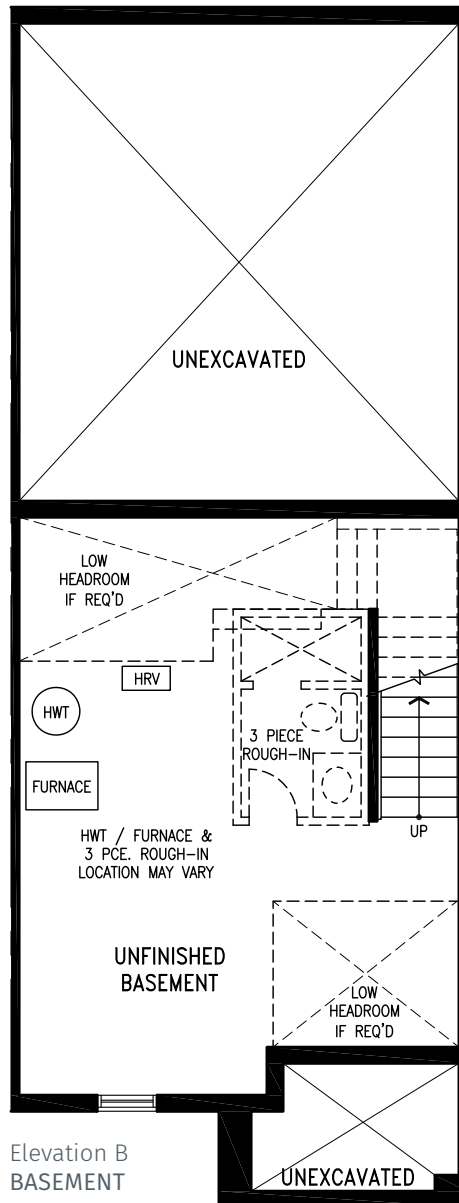 UNEXCAVATED
LOW
HEADROOM
IF REQ'D
HRV
HWT
3 PIECE
ROUGH-IN
FURNACE
UP
HWT / FURNACE &
3 PCE. ROUGH-IN
LOCATION MAY VARY
UNFINISHED
BASEMENT
LOW
HEADROOM
IF REQ'D
Elevation B
BASEMENT
UNEXCAVATED